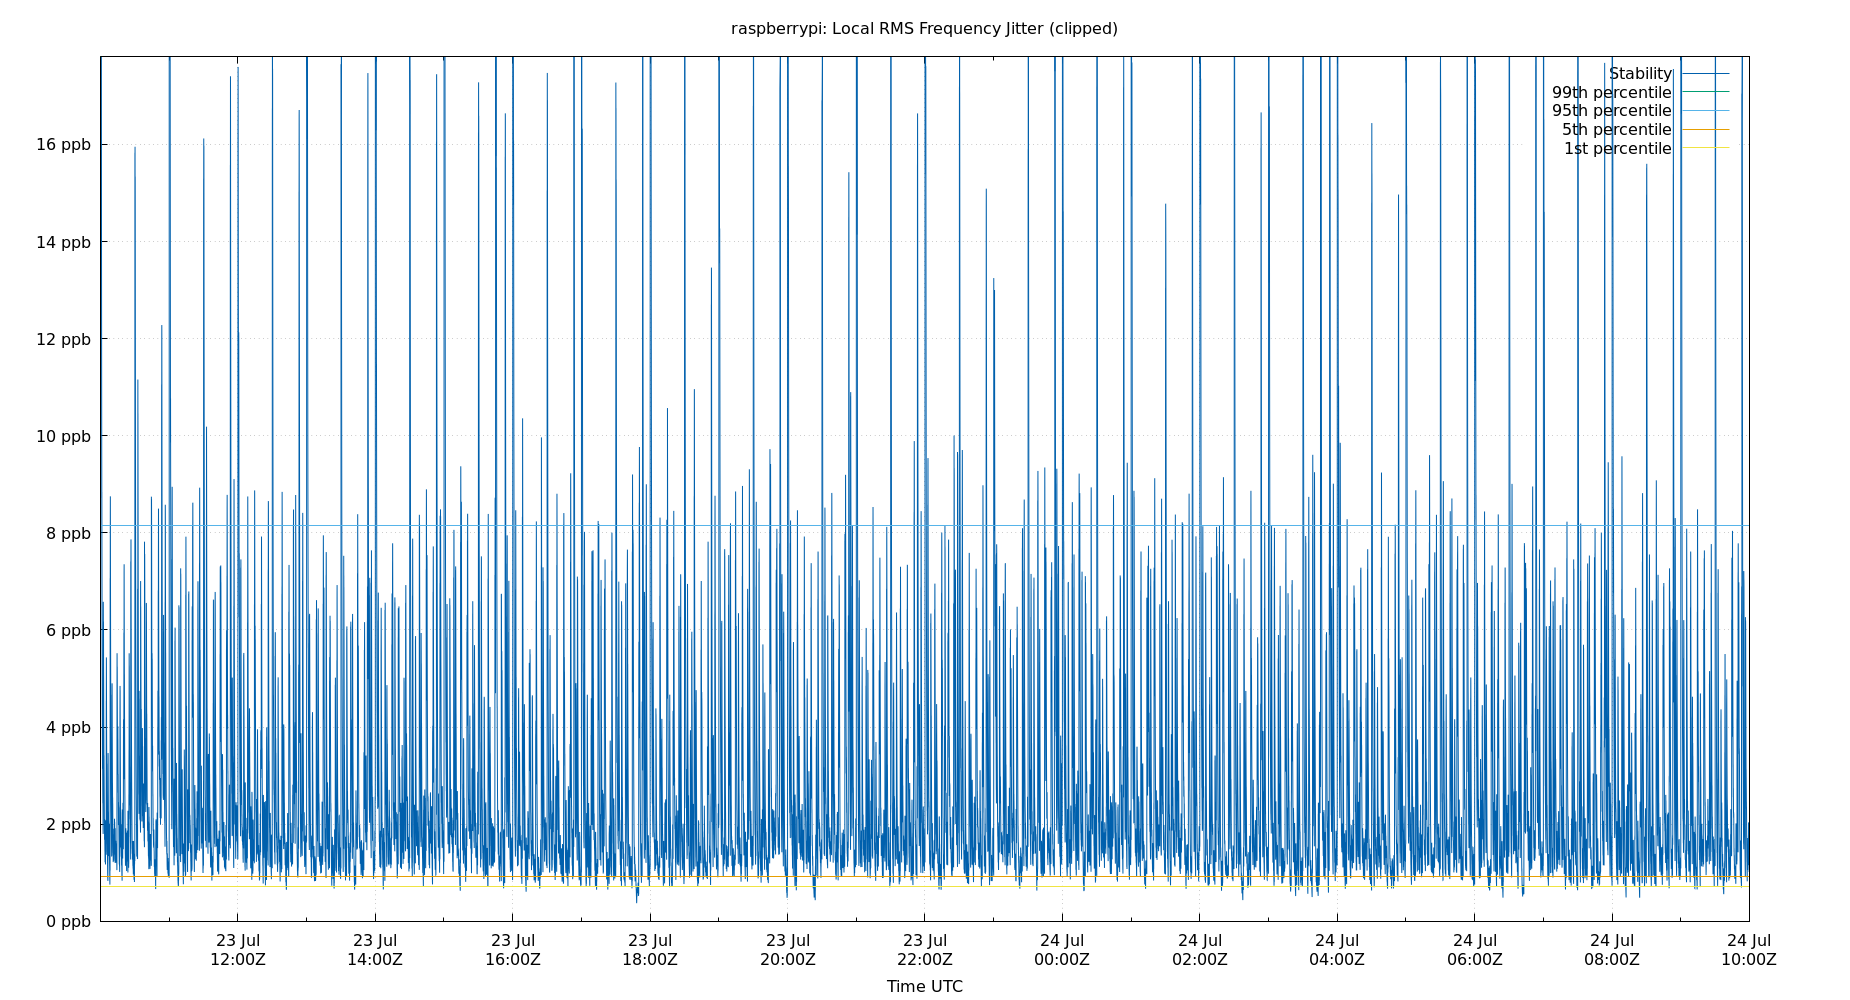 raspberrypi: Local RMS Frequency Jitter (clipped)
Stability
99th percentile
95th percentile
5th percentile
1st percentile
16 ppb
14 ppb
12 ppb
10 ppb
8 ppb
6 ppb
4 ppb
2 ppb
0 ppb
23 Jul 23 Jul 23 Jul 23 Jul 23 Jul 23 Jul 24 Jul 24 Jul 24 Jul 24 Jul 24 Jul 24 Jul
12:00Z 14:00Z 16:00Z 18:00Z 20:00Z 22:00Z 00:00Z 02:00Z 04:00Z 06:00Z 08:00Z 10:00Z
Time UTC